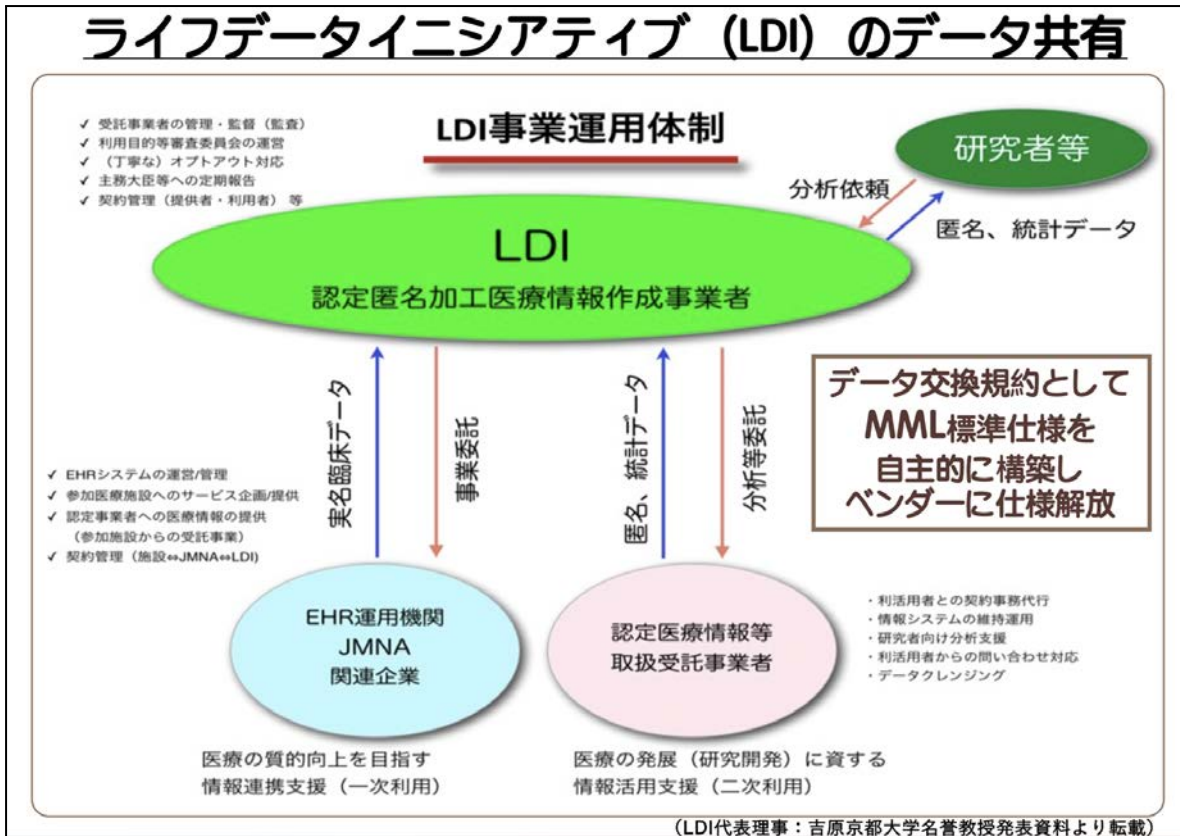 ライフデータイニシアティブ（LDI）のデータ共有
✓ 受託事業者の管理・監督（監査）
✓ 利用目的等審査委員会の運営
✓ （丁寧な）オプトアウト対応
✓ 主務大臣等への定期報告
✓ 契約管理（提供者・利用者）等
LDI事業運用体制
研究者等
分析依頼
匿名、統計データ
LDI
認定匿名加工医療情報作成事業者
実名臨床データ
事業委託
匿名、統計データ
分析等委託
データ交換規約として
MML標準仕様を
自主的に構築し
ベンダーに仕様解放
✓ EHRシステムの運営/管理
✓ 参加医療施設へのサービス企画/提供
✓ 認定事業者への医療情報の提供
（参加施設からの受託事業）
✓ 契約管理（施設⇔JMNA⇔LDI）
EHR運用機関
JMNA
関連企業
認定医療情報等
取扱受託事業者
・利活用者との契約事務代行
・情報システムの維持運用
・研究者向け分析支援
・利活用者からの問い合わせ対応
・データクレンジング
医療の質的向上を目指す
情報連携支援（一次利用）
医療の発展（研究開発）に資する
情報活用支援（二次利用）
（LDI代表理事：吉原京都大学名誉教授発表資料より転載）